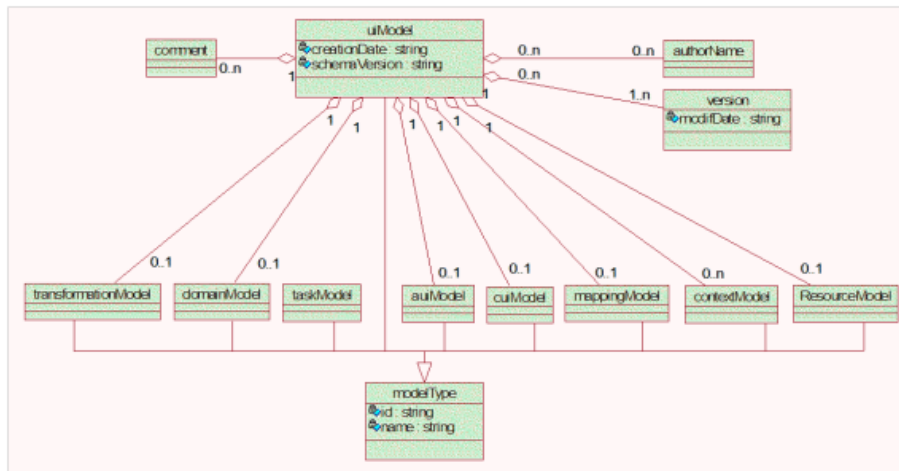 uiModel
creationDate : string
schemaVersion : string
comment
0..n
1
0..n
authorName
0..n
1..n
version
modifDate : string
1 1 1 1 1 1 1
0..1 0..1 0..1 0..1 0..1 0..n 0..1
transformationModel domainModel taskModel auiModel cuiModel mappingModel contextModel ResourceModel
modelType
id : string
name : string